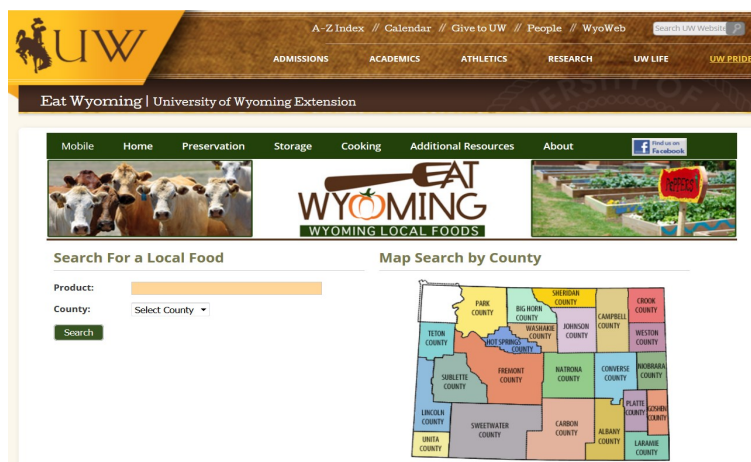 UW
A-Z Index // Calendar // Give to UW // People // WyoWeb
Search UW Website
ADMISSIONS ACADEMICS ATHLETICS RESEARCH UW LIFE UW PRIDE
Eat Wyoming | University of Wyoming Extension
Mobile Home Preservation Storage Cooking Additional Resources About
Find us on
Facebook
EAT
WYOMING
WYOMING LOCAL FOODS
PePPERS
Search For a Local Food
Map Search by County
Product:
County: Select County
Search
PARK
COUNTY
BIG HORN
COUNTY
SHERIDAN
COUNTY
CROOK
COUNTY
CAMPBELL
COUNTY
TETON
COUNTY
HOT SPRINGS
COUNTY
WASHAKIE
COUNTY
JOHNSON
COUNTY
WESTON
COUNTY
SUBLETTE
COUNTY
FREMONT
COUNTY
NATRONA
COUNTY
CONVERSE
COUNTY
NIOBRARA
COUNTY
LINCOLN
COUNTY
SWEETWATER
COUNTY
CARBON
COUNTY
ALBANY
COUNTY
PLATTE
COUNTY
GOSHEN
COUNTY
UNITA
COUNTY
LARAMIE
COUNTY